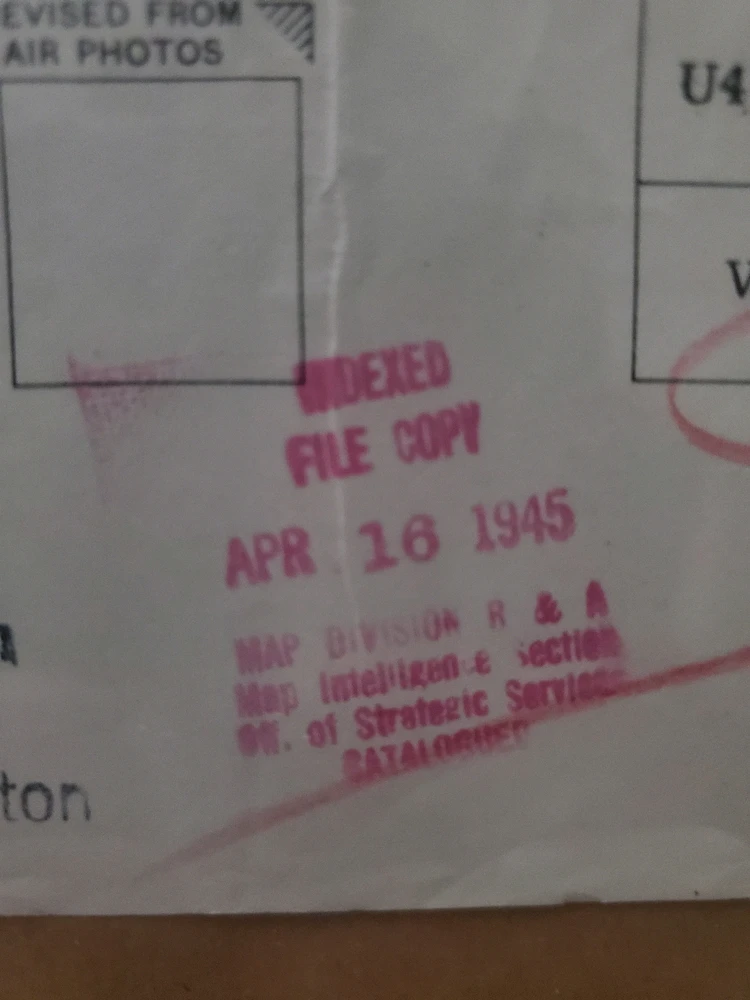 EVISED FROM
AIR PHOTOS
U4
V
INDEXED
FILE COPY
APR 16 1945
MAP DIVISION R & A
Map Intelligence Section
Off. of Strategic Services
CATALOGUED
ton